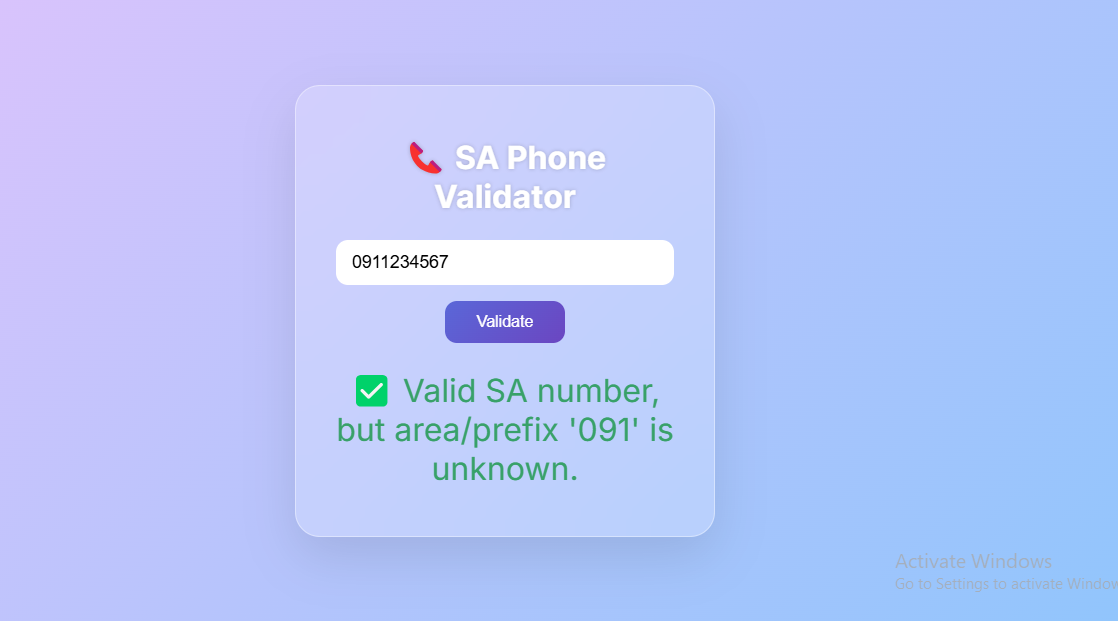 📞 SA Phone
Validator
0911234567
Validate
✅ Valid SA number,
but area/prefix '091' is
unknown.
Activate Windows
Go to Settings to activate Window